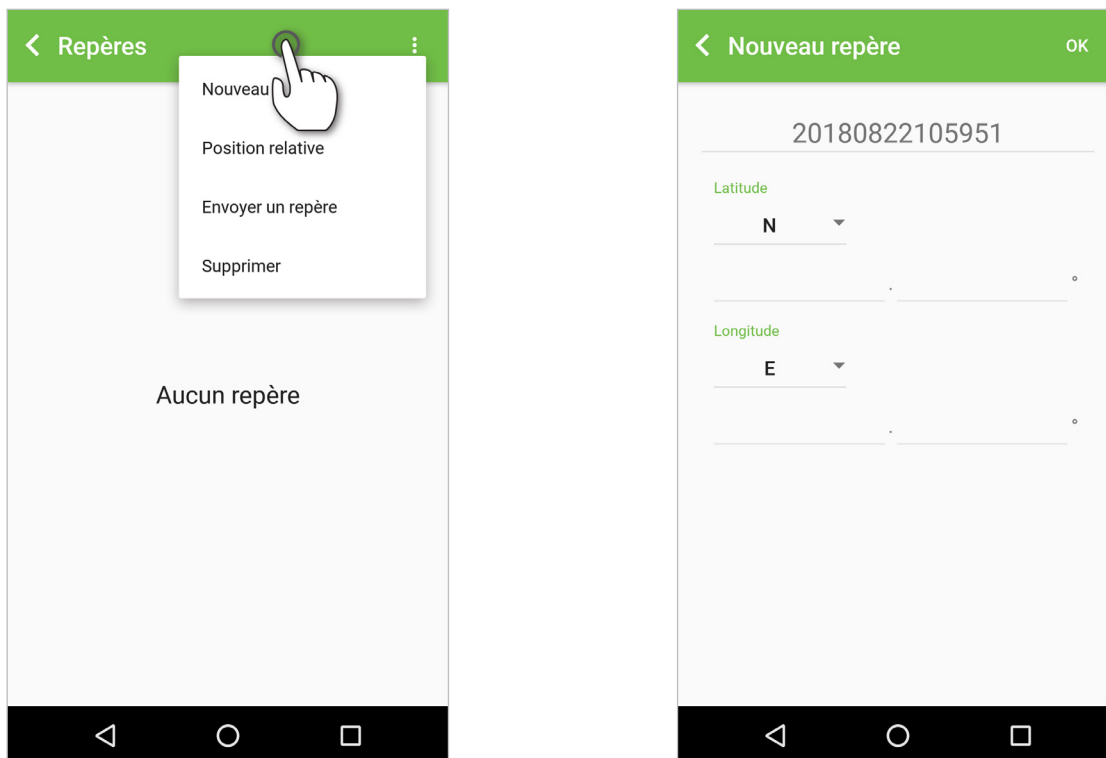 Repères
Nouveau
Position relative
Envoyer un repère
Supprimer
Aucun repère
Nouveau repère
OK
20180822105951
Latitude
N
. °
Longitude
E
. °